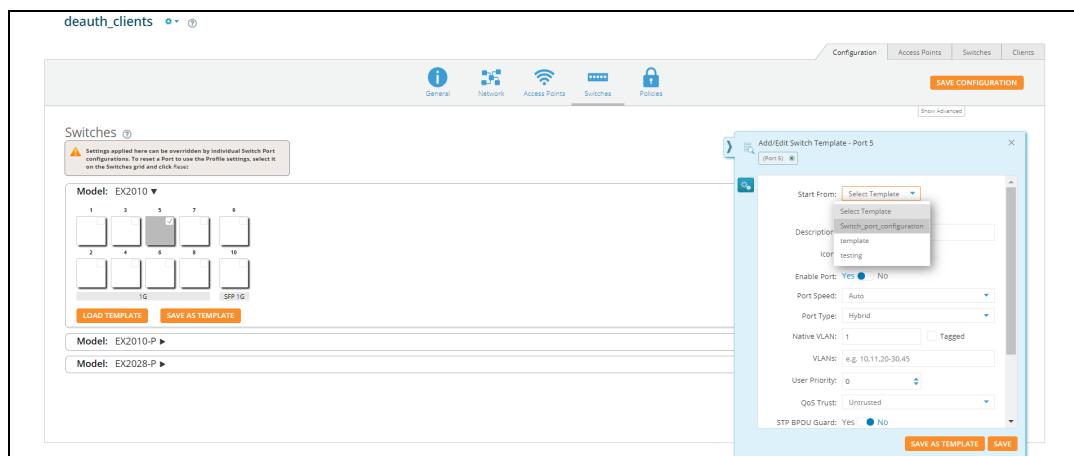 deauth_clients
Configuration Access Points Switches Clients
General Network Access Points Switches Policies
SAVE CONFIGURATION
Show Advanced
Switches
Settings applied here can be overridden by individual Switch Port
configurations. To reset a Port to use the Profile settings, select it
on the Switches grid and click Reset
Model: EX2010
1 3 5 7 9
2 4 6 8 10
1G SFP 1G
LOAD TEMPLATE SAVE AS TEMPLATE
Model: EX2010-P
Model: EX2028-P
Add/Edit Switch Template - Port 5
(Port 5)
Start From: Select Template
Select Template
Switch_port_configuration
template
testing
Description
Icon
Enable Port: Yes No
Port Speed: Auto
Port Type: Hybrid
Native VLAN: 1 Tagged
VLANs: e.g. 10,11,20-30,45
User Priority: 0
QoS Trust: Untrusted
STP BPDU Guard: Yes No
SAVE AS TEMPLATE SAVE